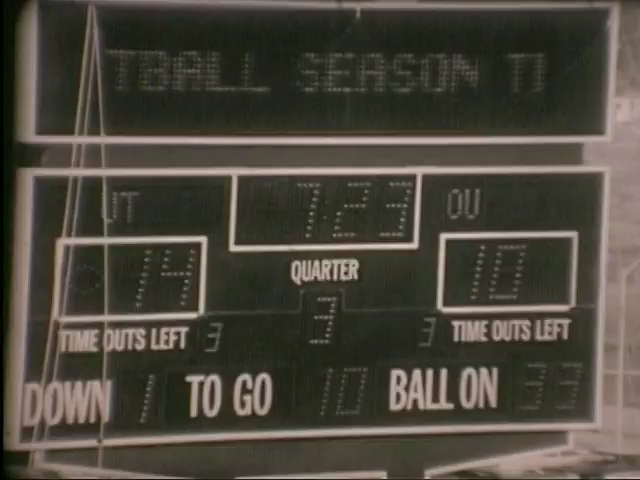 TBALL SEASON TI
UT 7:23 OU
14 QUARTER 10
TIME OUTS LEFT 3 3 3 TIME OUTS LEFT
DOWN 1 TO GO 10 BALL ON 33